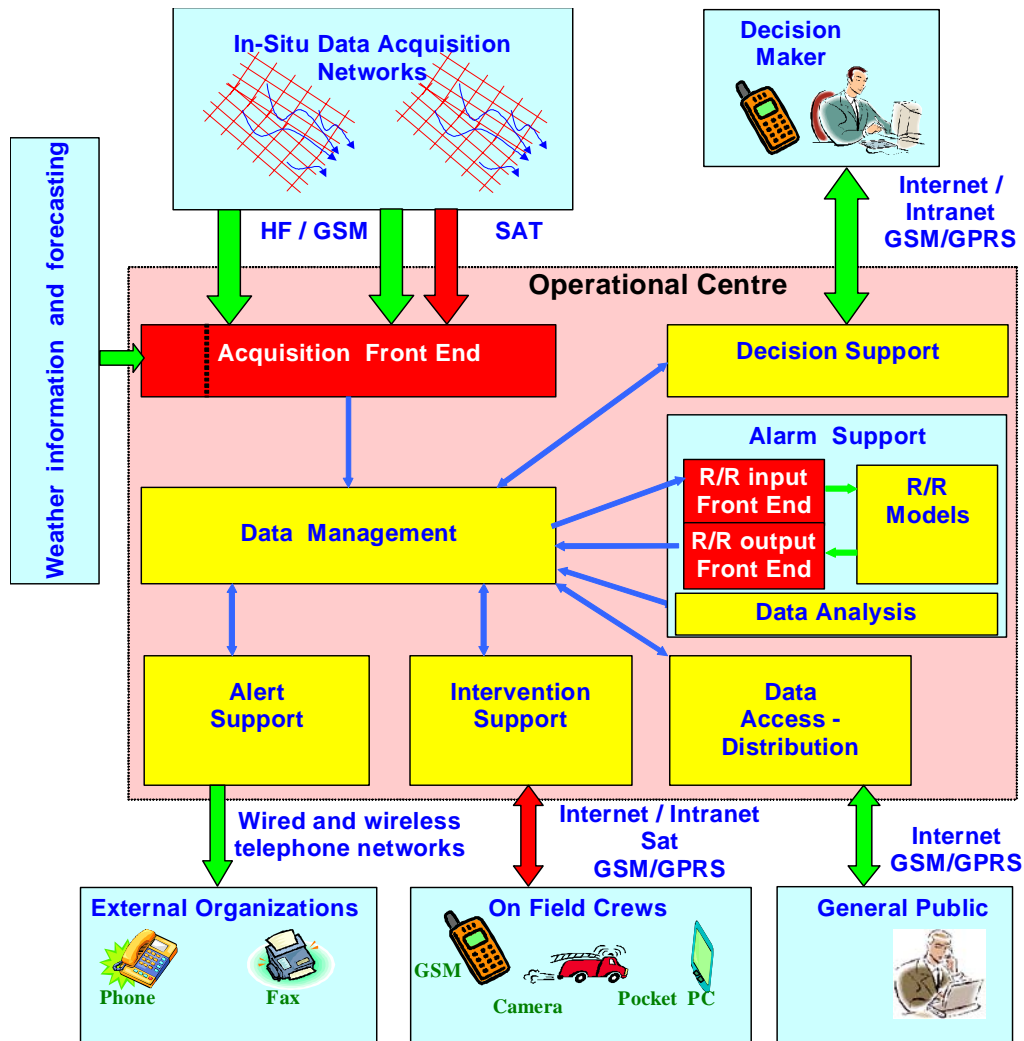 In-Situ Data Acquisition
Networks
Decision
Maker
Weather information and forecasting
HF / GSM
SAT
Internet /
Intranet
GSM/GPRS
Operational Centre
Acquisition Front End
Decision Support
Alarm Support
R/R input
Front End
R/R
Models
R/R output
Front End
Data Management
Data Analysis
Alert
Support
Intervention
Support
Data
Access -
Distribution
Wired and wireless
telephone networks
Internet / Intranet
Sat
GSM/GPRS
Internet
GSM/GPRS
External Organizations
Phone
Fax
On Field Crews
GSM
Camera
Pocket PC
General Public